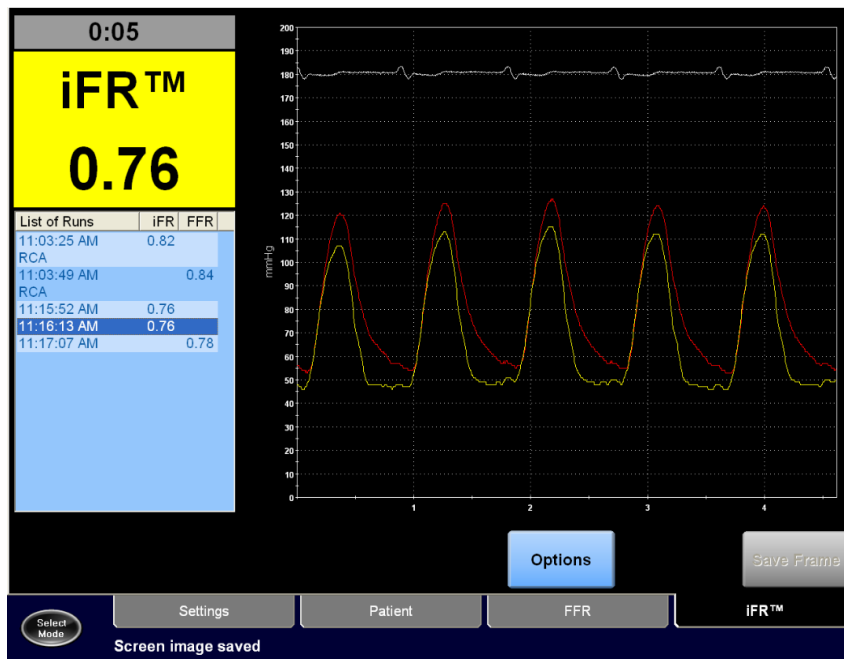 0:05
iFR™
0.76
List of Runs iFR FFR
11:03:25 AM 0.82
RCA
11:03:49 AM 0.84
RCA
11:15:52 AM 0.76
11:16:13 AM 0.76
11:17:07 AM 0.78
200
190
180
170
160
150
140
130
120
110
100
90
80
70
60
50
40
30
20
10
0
mmHg
1 2 3 4
Options
Save Frame
Select
Mode
Settings Patient FFR iFR™
Screen image saved